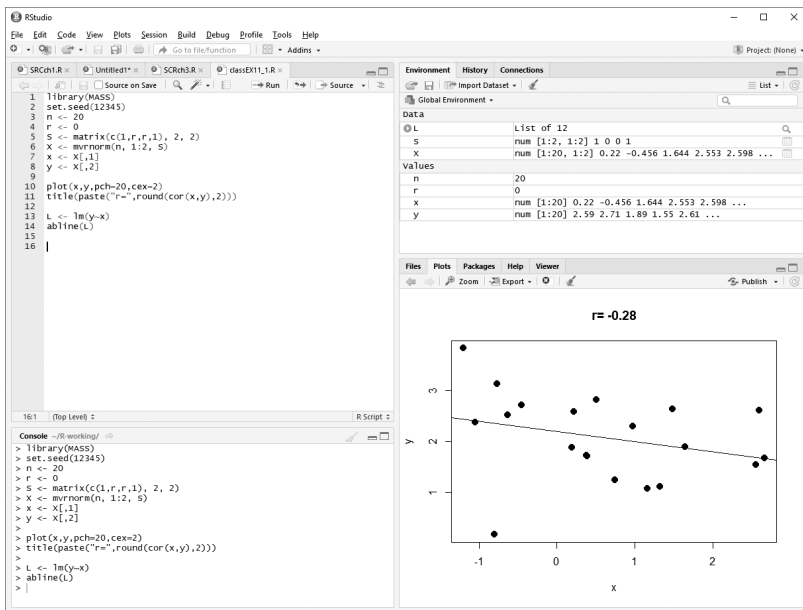 RStudio
File Edit Code View Plots Session Build Debug Profile Tools Help
Go to file/function Addins Project: (None)
SRCch1.R Untitled1* SCRch3.R classEX11_1.R
Source on Save Run Source
1 library(MASS)
2 set.seed(12345)
3 n <- 20
4 r <- 0
5 S <- matrix(c(1,r,r,1), 2, 2)
6 X <- mvrnorm(n, 1:2, S)
7 x <- X[,1]
8 y <- X[,2]
9
10 plot(x,y,pch=20,cex=2)
11 title(paste("r=",round(cor(x,y),2)))
12
13 L <- lm(y~x)
14 abline(L)
15
16
16:1 (Top Level) R Script
Console ~/R-working/
> library(MASS)
> set.seed(12345)
> n <- 20
> r <- 0
> S <- matrix(c(1,r,r,1), 2, 2)
> X <- mvrnorm(n, 1:2, S)
> x <- X[,1]
> y <- X[,2]
>
> plot(x,y,pch=20,cex=2)
> title(paste("r=",round(cor(x,y),2)))
>
> L <- lm(y~x)
> abline(L)
>
Environment History Connections
Import Dataset List
Global Environment
Data
L List of 12
S num [1:2, 1:2] 1 0 0 1
X num [1:20, 1:2] 0.22 -0.456 1.644 2.553 2.598 ...
Values
n 20
r 0
x num [1:20] 0.22 -0.456 1.644 2.553 2.598 ...
y num [1:20] 2.59 2.71 1.89 1.55 2.61 ...
Files Plots Packages Help Viewer
Zoom Export Publish
r= -0.28
3
2
1
y
-1 0 1 2
x